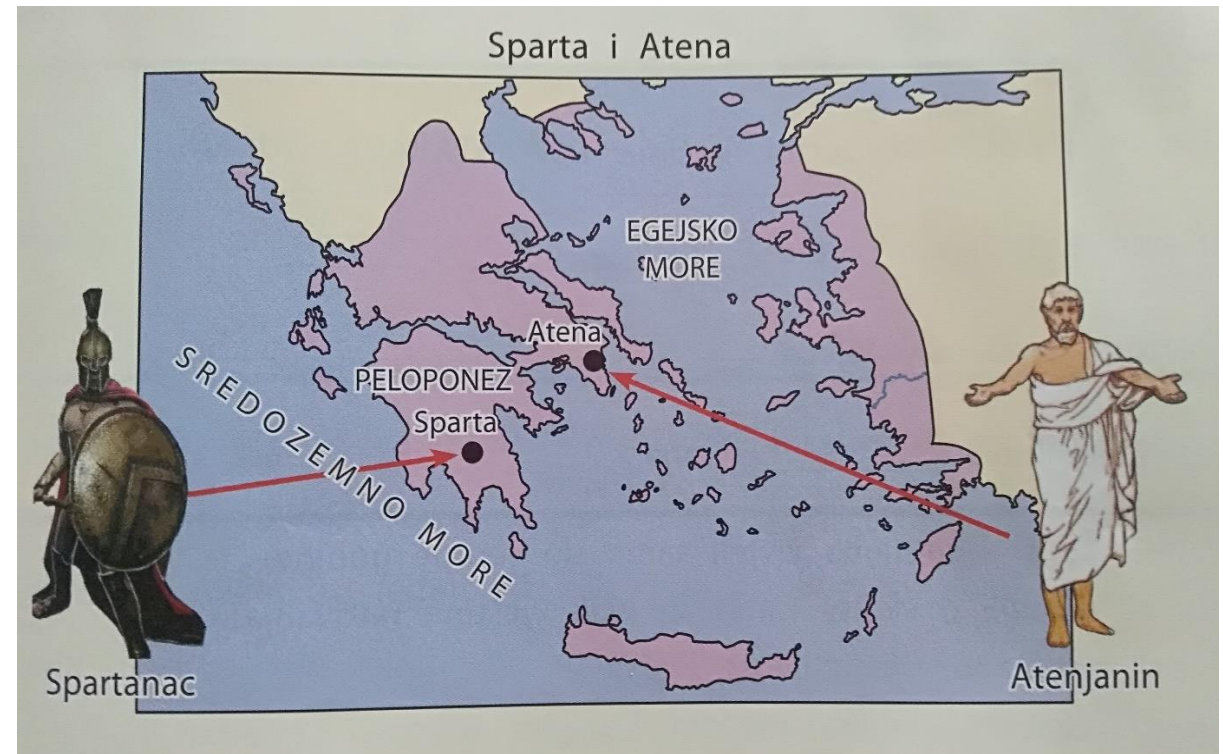 Sparta i Atena
EGEJSKO
MORE
Atena
PELOPONEZ
Sparta
SREDOZEMNO MORE
Spartanac
Atenjanin